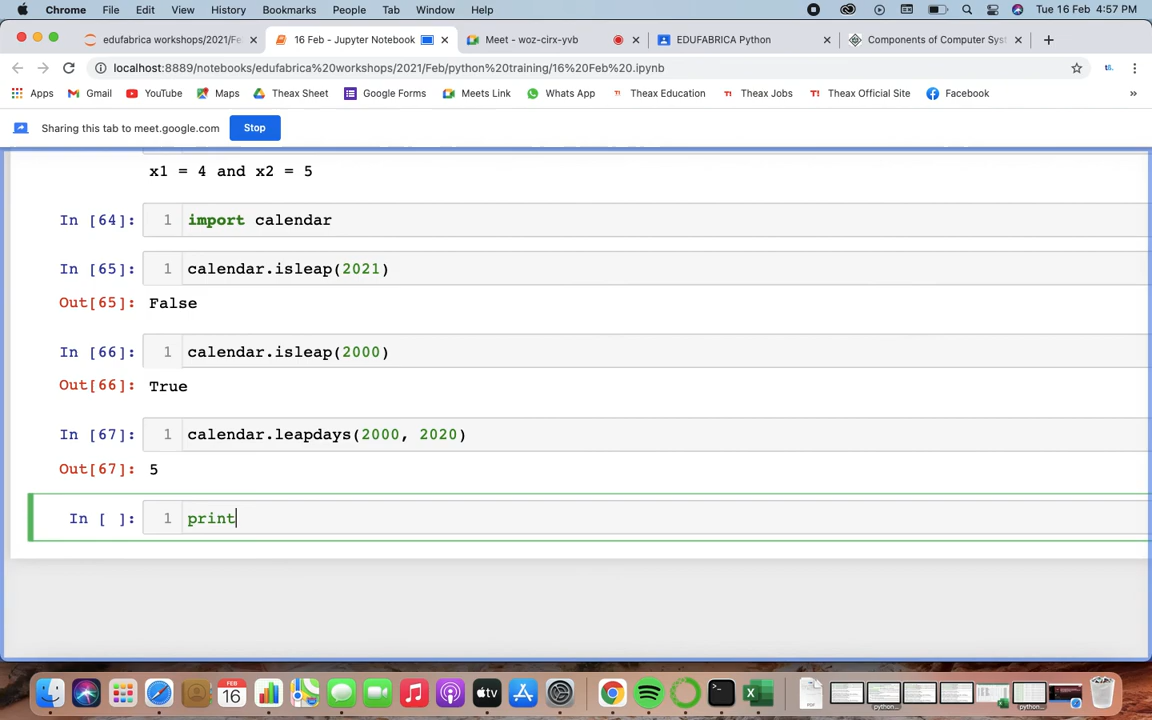 Chrome File Edit View History Bookmarks People Tab Window Help Tue 16 Feb 4:57 PM
edufabrica workshops/2021/Fe 16 Feb - Jupyter Notebook Meet - woz-cirx-yvb EDUFABRICA Python Components of Computer Sys
localhost:8889/notebooks/edufabrica%20workshops/2021/Feb/python%20training/16%20Feb%20.ipynb
Apps Gmail YouTube Maps Theax Sheet Google Forms Meets Link Whats App Theax Education Theax Jobs Theax Official Site Facebook »
Sharing this tab to meet.google.com Stop
x1 = 4 and x2 = 5
In [64]: 1 import calendar
In [65]: 1 calendar.isleap(2021)
Out[65]: False
In [66]: 1 calendar.isleap(2000)
Out[66]: True
In [67]: 1 calendar.leapdays(2000, 2020)
Out[67]: 5
In [ ]: 1 print
FEB
16
tv